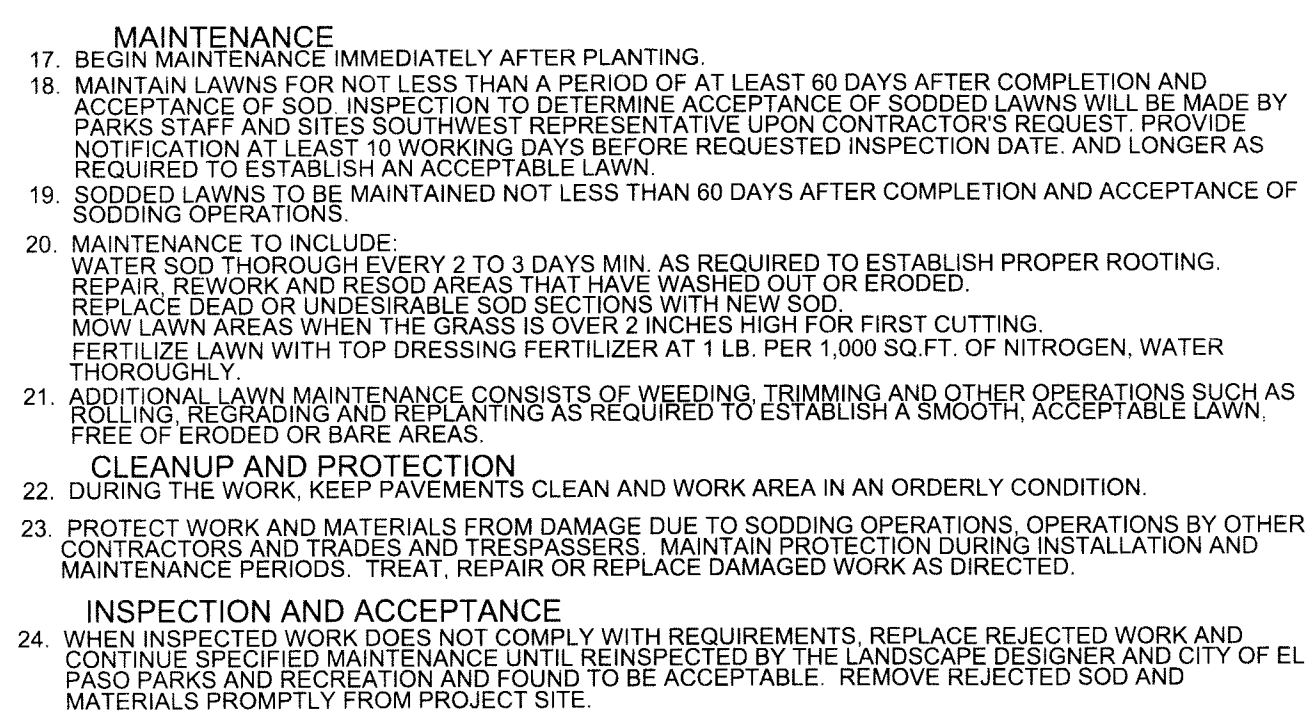 MAINTENANCE
17. BEGIN MAINTENANCE IMMEDIATELY AFTER PLANTING.
18. MAINTAIN LAWNS FOR NOT LESS THAN A PERIOD OF AT LEAST 60 DAYS AFTER COMPLETION AND
ACCEPTANCE OF SOD. INSPECTION TO DETERMINE ACCEPTANCE OF SODDED LAWNS WILL BE MADE BY
PARKS STAFF AND SITES SOUTHWEST REPRESENTATIVE UPON CONTRACTOR'S REQUEST. PROVIDE
NOTIFICATION AT LEAST 10 WORKING DAYS BEFORE REQUESTED INSPECTION DATE. AND LONGER AS
REQUIRED TO ESTABLISH AN ACCEPTABLE LAWN.
19. SODDED LAWNS TO BE MAINTAINED NOT LESS THAN 60 DAYS AFTER COMPLETION AND ACCEPTANCE OF
SODDING OPERATIONS.
20. MAINTENANCE TO INCLUDE:
WATER SOD THOROUGH EVERY 2 TO 3 DAYS MIN. AS REQUIRED TO ESTABLISH PROPER ROOTING.
REPAIR, REWORK AND RESOD AREAS THAT HAVE WASHED OUT OR ERODED.
REPLACE DEAD OR UNDESIRABLE SOD SECTIONS WITH NEW SOD.
MOW LAWN AREAS WHEN THE GRASS IS OVER 2 INCHES HIGH FOR FIRST CUTTING.
FERTILIZE LAWN WITH TOP DRESSING FERTILIZER AT 1 LB. PER 1,000 SQ.FT. OF NITROGEN, WATER
THOROUGHLY.
21. ADDITIONAL LAWN MAINTENANCE CONSISTS OF WEEDING, TRIMMING AND OTHER OPERATIONS SUCH AS
ROLLING, REGRADING AND REPLANTING AS REQUIRED TO ESTABLISH A SMOOTH, ACCEPTABLE LAWN,
FREE OF ERODED OR BARE AREAS.
CLEANUP AND PROTECTION
22. DURING THE WORK, KEEP PAVEMENTS CLEAN AND WORK AREA IN AN ORDERLY CONDITION.
23. PROTECT WORK AND MATERIALS FROM DAMAGE DUE TO SODDING OPERATIONS, OPERATIONS BY OTHER
CONTRACTORS AND TRADES AND TRESPASSERS. MAINTAIN PROTECTION DURING INSTALLATION AND
MAINTENANCE PERIODS. TREAT, REPAIR OR REPLACE DAMAGED WORK AS DIRECTED.
INSPECTION AND ACCEPTANCE
24. WHEN INSPECTED WORK DOES NOT COMPLY WITH REQUIREMENTS, REPLACE REJECTED WORK AND
CONTINUE SPECIFIED MAINTENANCE UNTIL REINSPECTED BY THE LANDSCAPE DESIGNER AND CITY OF EL
PASO PARKS AND RECREATION AND FOUND TO BE ACCEPTABLE. REMOVE REJECTED SOD AND
MATERIALS PROMPTLY FROM PROJECT SITE.